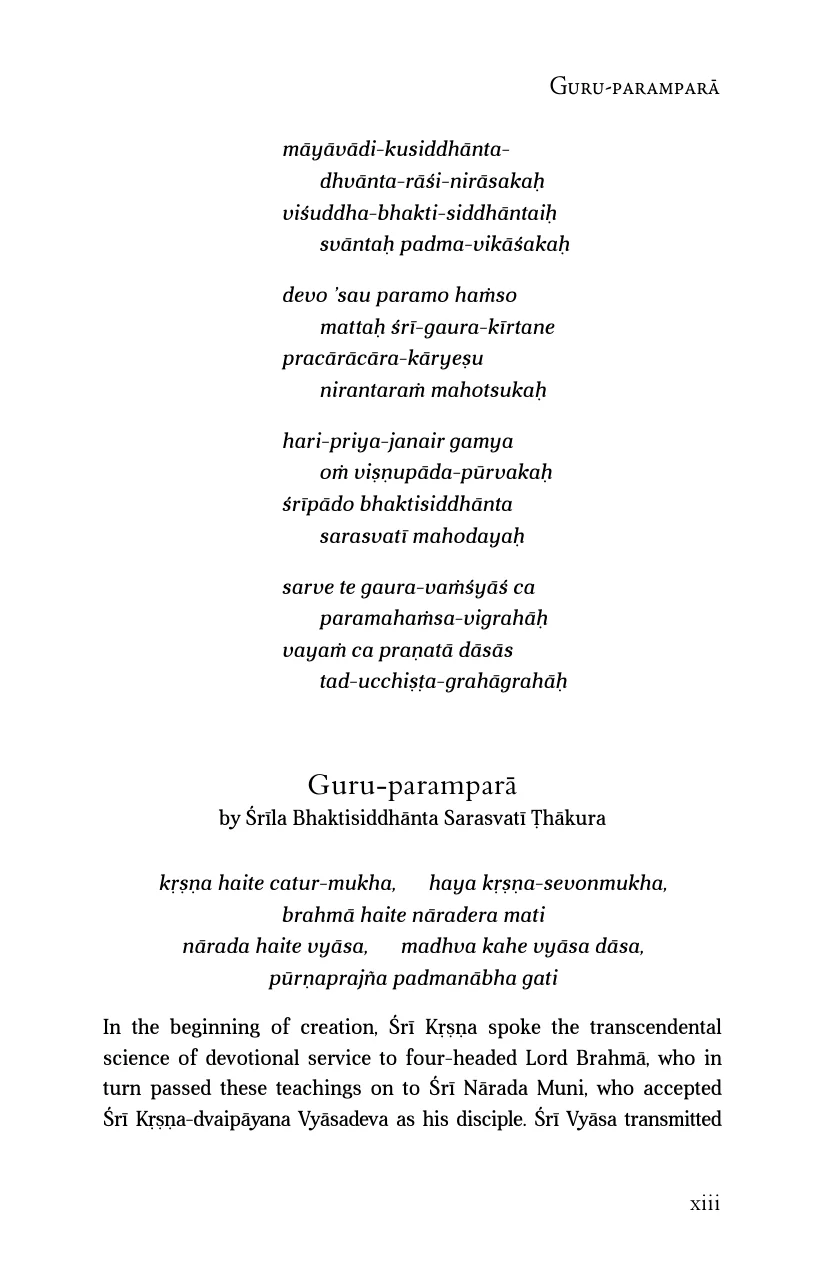 Guru-paramparā
māyāvādi-kusiddhānta-
dhvānta-rāśi-nirāsakaḥ
viśuddha-bhakti-siddhāntaiḥ
svāntaḥ padma-vikāśakaḥ
devo ’sau paramo haṁso
mattaḥ śrī-gaura-kīrtane
pracārācāra-kāryeṣu
nirantaraṁ mahotsukaḥ
hari-priya-janair gamya
oṁ viṣṇupāda-pūrvakaḥ
śrīpādo bhaktisiddhānta
sarasvatī mahodayaḥ
sarve te gaura-vaṁśyāś ca
paramahaṁsa-vigrahāḥ
vayaṁ ca praṇatā dāsās
tad-ucchiṣṭa-grahāgrahāḥ
Guru-paramparā
by Śrīla Bhaktisiddhānta Sarasvatī Ṭhākura
kṛṣṇa haite catur-mukha, haya kṛṣṇa-sevonmukha,
brahmā haite nāradera mati
nārada haite vyāsa, madhva kahe vyāsa dāsa,
pūrṇaprajña padmanābha gati
In the beginning of creation, Śrī Kṛṣṇa spoke the transcendental
science of devotional service to four-headed Lord Brahmā, who in
turn passed these teachings on to Śrī Nārada Muni, who accepted
Śrī Kṛṣṇa-dvaipāyana Vyāsadeva as his disciple. Śrī Vyāsa transmitted
xiii